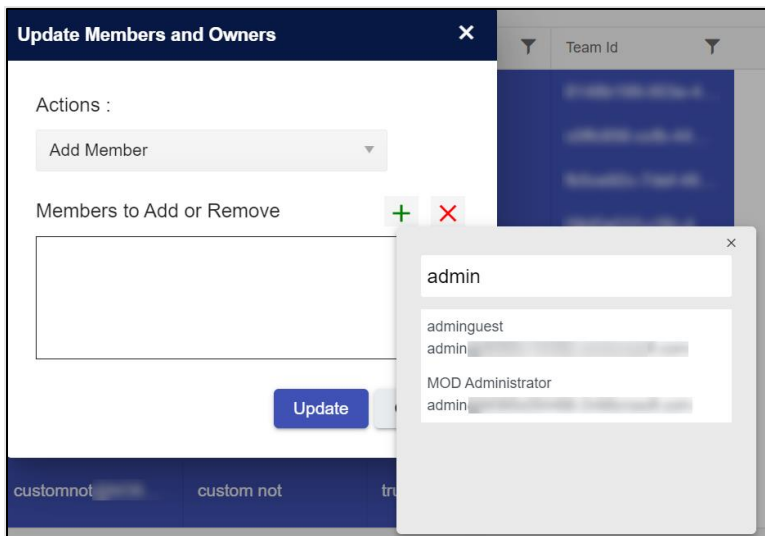 Update Members and Owners
Team Id
Actions :
Add Member
Members to Add or Remove
admin
adminguest
admin
MOD Administrator
admin
Update
customnot
custom not
tru